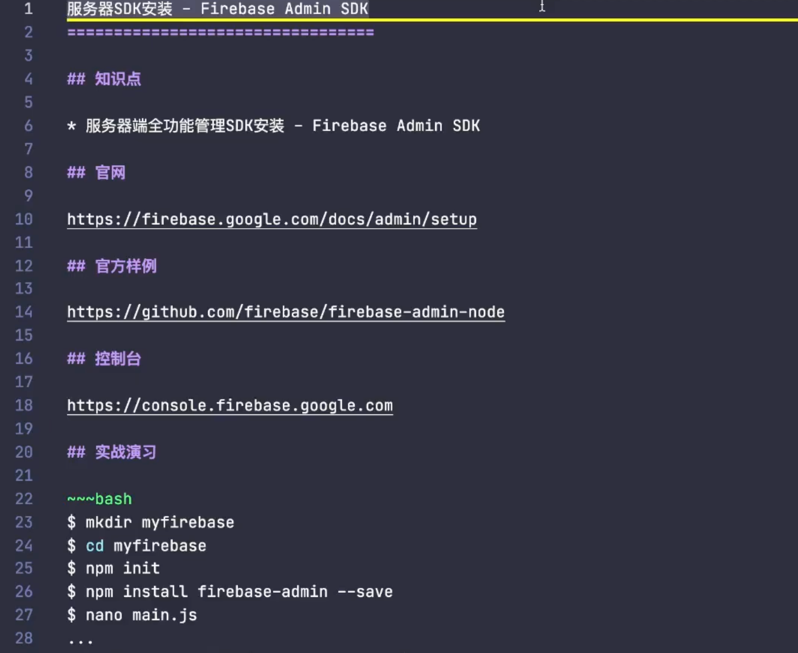 1 服务器SDK安装 - Firebase Admin SDK
2 =================================
3
4 ## 知识点
5
6 * 服务器端全功能管理SDK安装 - Firebase Admin SDK
7
8 ## 官网
9
10 https://firebase.google.com/docs/admin/setup
11
12 ## 官方样例
13
14 https://github.com/firebase/firebase-admin-node
15
16 ## 控制台
17
18 https://console.firebase.google.com
19
20 ## 实战演习
21
22 ~~~bash
23 $ mkdir myfirebase
24 $ cd myfirebase
25 $ npm init
26 $ npm install firebase-admin --save
27 $ nano main.js
28 ...